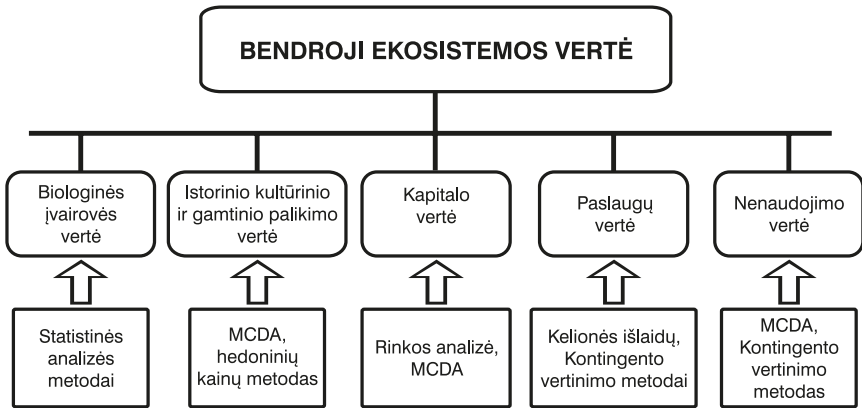 BENDROJI EKOSISTEMOS VERTĖ
Biologinės
įvairovės
vertė
Istorinio kultūrinio
ir gamtinio palikimo
vertė
Kapitalo
vertė
Paslaugų
vertė
Nenaudojimo
vertė
Statistinės
analizės
metodai
MCDA,
hedoninių
kainų metodas
Rinkos analizė,
MCDA
Kelionės išlaidų,
Kontingento
vertinimo metodai
MCDA,
Kontingento
vertinimo
metodas